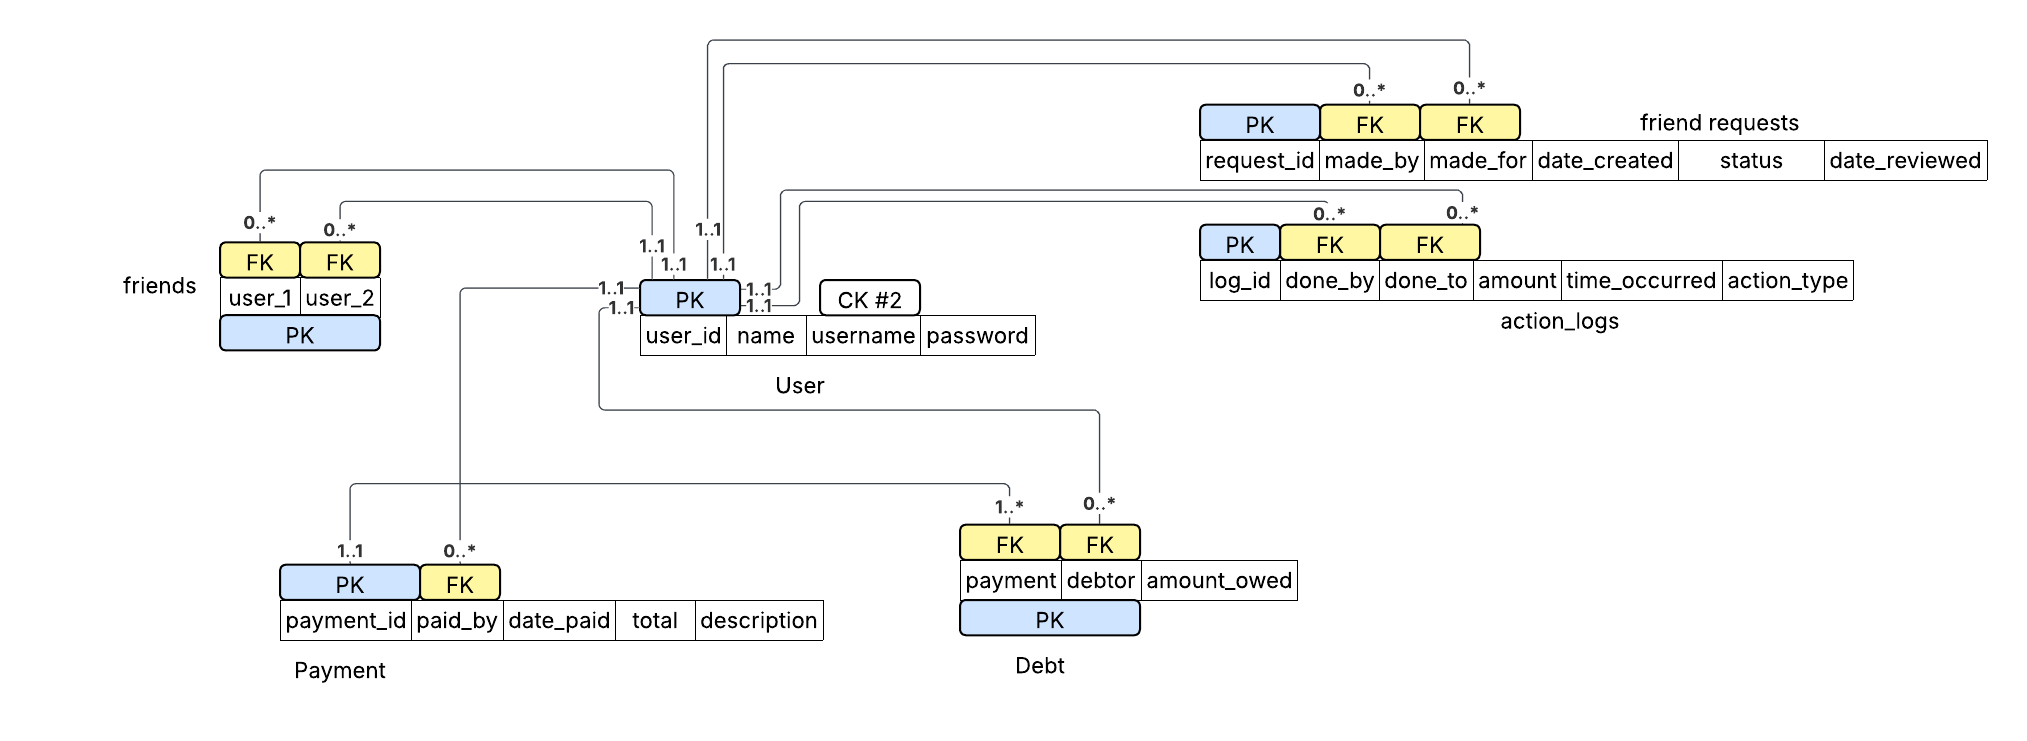 0..* 0..*
PK FK FK friend requests
request_id made_by made_for date_created status date_reviewed
0..* 0..*
PK FK FK
log_id done_by done_to amount time_occurred action_type
action_logs
0..* 0..*
FK FK
friends user_1 user_2
PK
1..1
1..1
1..1 1..1
1..1 1..1
1..1 1..1
PK CK #2
user_id name username password
User
1..1 0..*
PK FK
payment_id paid_by date_paid total description
Payment
1..* 0..*
FK FK
payment debtor amount_owed
PK
Debt